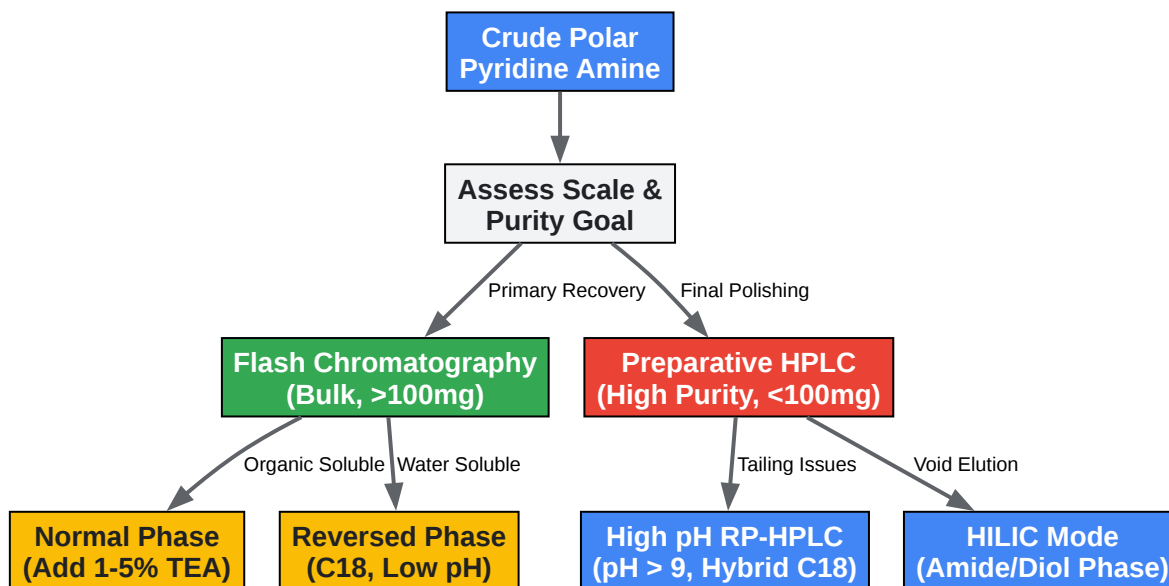 Crude Polar
Pyridine Amine
Assess Scale &
Purity Goal
Primary Recovery
Final Polishing
Flash Chromatography
(Bulk, >100mg)
Preparative HPLC
(High Purity, <100mg)
Organic Soluble
Water Soluble
Tailing Issues
Void Elution
Normal Phase
(Add 1-5% TEA)
Reversed Phase
(C18, Low pH)
High pH RP-HPLC
(pH > 9, Hybrid C18)
HILIC Mode
(Amide/Diol Phase)